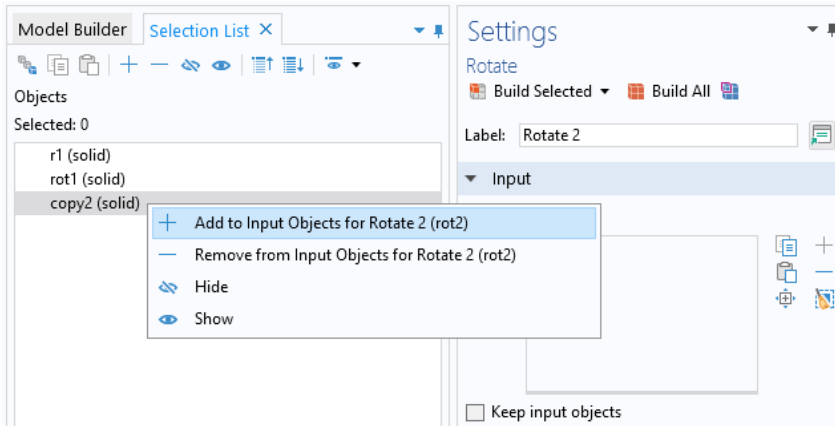 Model Builder
Selection List
Objects
Selected: 0
r1 (solid)
rot1 (solid)
copy2 (solid)
Add to Input Objects for Rotate 2 (rot2)
Remove from Input Objects for Rotate 2 (rot2)
Hide
Show
Settings
Rotate
Build Selected
Build All
Label: Rotate 2
Input
Keep input objects